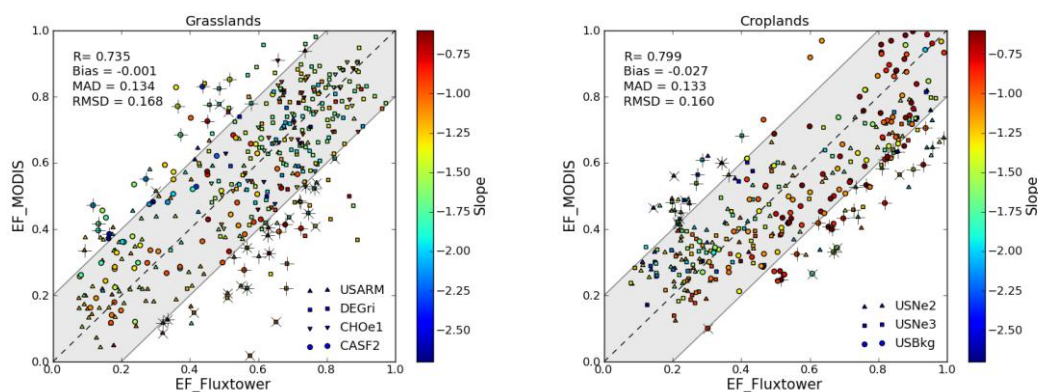 Grasslands
R= 0.735
Bias = -0.001
MAD = 0.134
RMSD = 0.168
EF_MODIS
1.0
0.8
0.6
0.4
0.2
0.0
0.0 0.2 0.4 0.6 0.8 1.0
EF_Fluxtower
USARM
DEGri
CHOe1
CASF2
−0.75
−1.00
−1.25
−1.50
−1.75
−2.00
−2.25
−2.50
Slope
Croplands
R= 0.799
Bias = -0.027
MAD = 0.133
RMSD = 0.160
EF_MODIS
1.0
0.8
0.6
0.4
0.2
0.0
0.0 0.2 0.4 0.6 0.8 1.0
EF_Fluxtower
USNe2
USNe3
USBkg
−0.75
−1.00
−1.25
−1.50
−1.75
−2.00
−2.25
−2.50
Slope